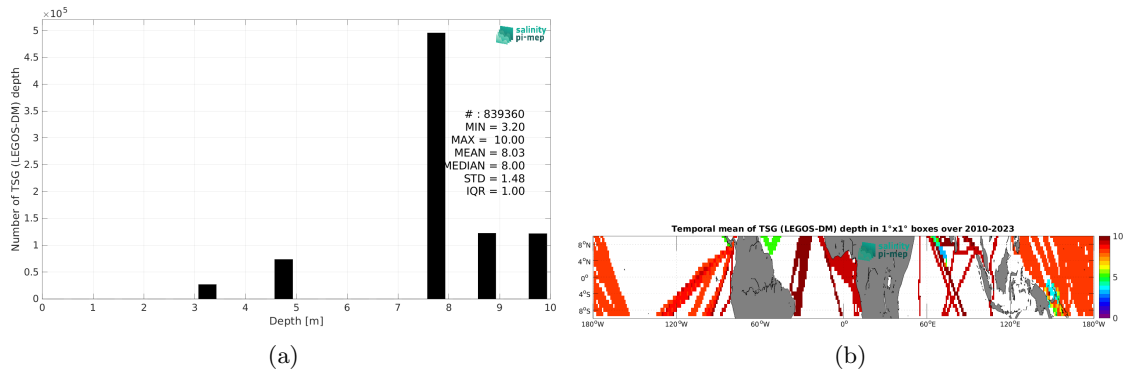 ×10⁵
5
4.5
4
3.5
3
2.5
2
1.5
1
0.5
0
Number of TSG (LEGOS-DM) depth
salinity
pi-mep
# : 839360
MIN = 3.20
MAX = 10.00
MEAN = 8.03
MEDIAN = 8.00
STD = 1.48
IQR = 1.00
0 1 2 3 4 5 6 7 8 9 10
Depth [m]
(a)
Temporal mean of TSG (LEGOS-DM) depth in 1°x1° boxes over 2010-2023
salinity
pi-mep
8°N
4°N
0°
4°S
8°S
180°W 120°W 60°W 0° 60°E 120°E 180°W
10
5
0
(b)